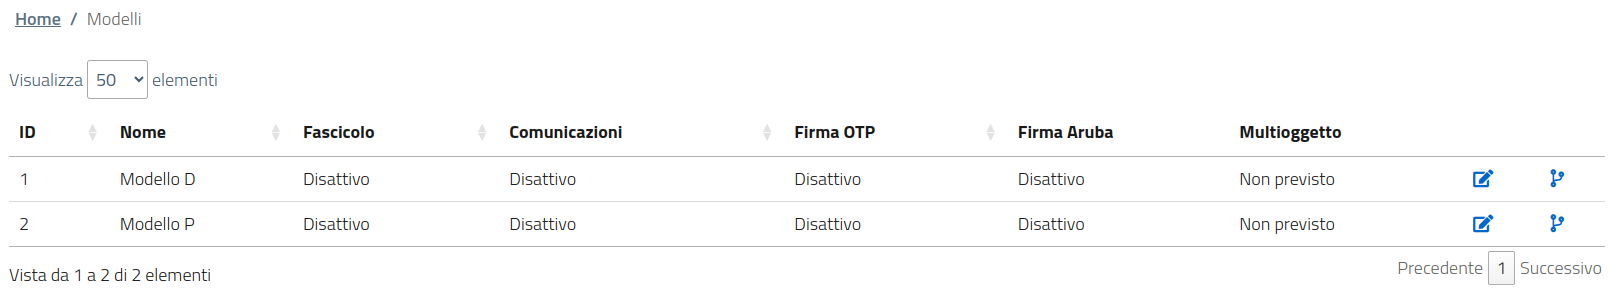 Home / Modelli
Visualizza 50 elementi
ID Nome Fascicolo Comunicazioni Firma OTP Firma Aruba Multioggetto
1 Modello D Disattivo Disattivo Disattivo Disattivo Non previsto
2 Modello P Disattivo Disattivo Disattivo Disattivo Non previsto
Vista da 1 a 2 di 2 elementi
Precedente 1 Successivo